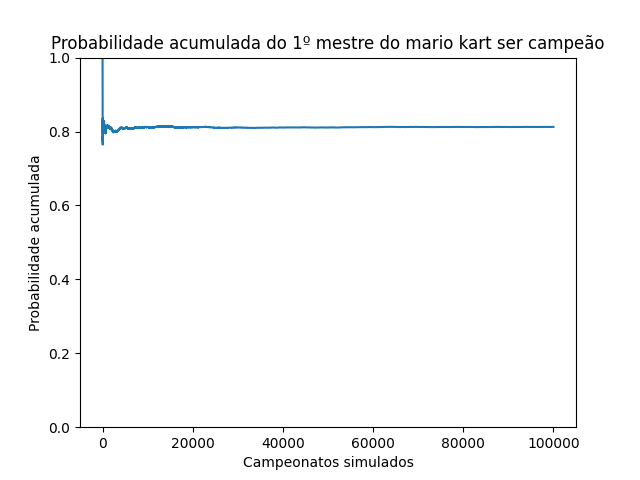 Probabilidade acumulada do 1º mestre do mario kart ser campeão
1.0
0.8
0.6
0.4
0.2
0.0
Probabilidade acumulada
0 20000 40000 60000 80000 100000
Campeonatos simulados